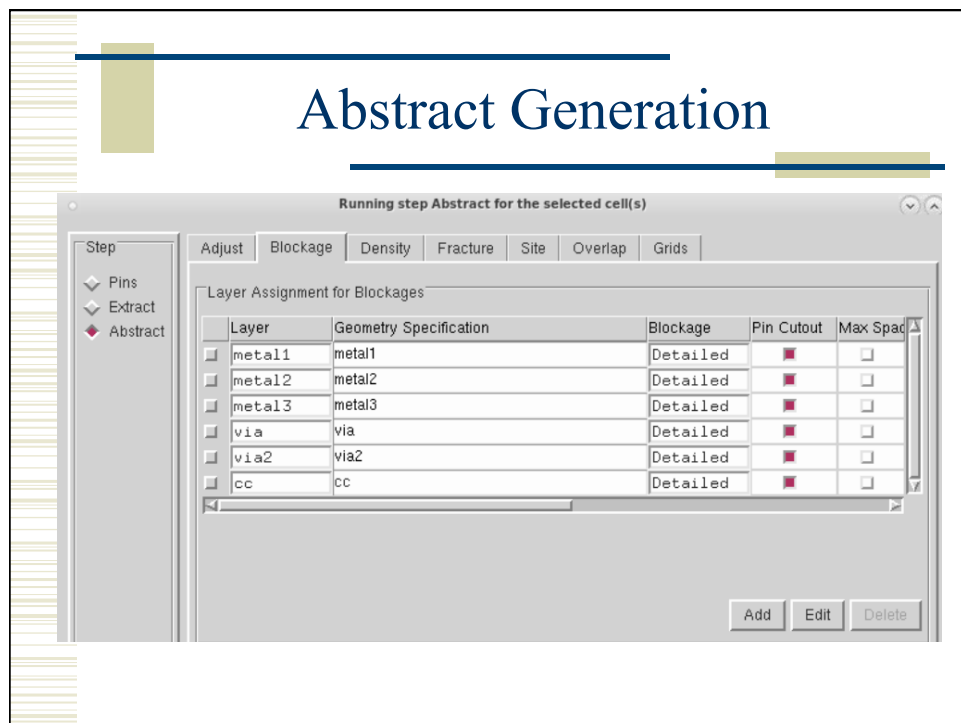 Abstract Generation
Running step Abstract for the selected cell(s)
Step
Pins
Extract
Abstract
Adjust Blockage Density Fracture Site Overlap Grids
Layer Assignment for Blockages
Layer Geometry Specification Blockage Pin Cutout Max Spac
metal1 metal1 Detailed
metal2 metal2 Detailed
metal3 metal3 Detailed
via via Detailed
via2 via2 Detailed
cc cc Detailed
Add Edit Delete